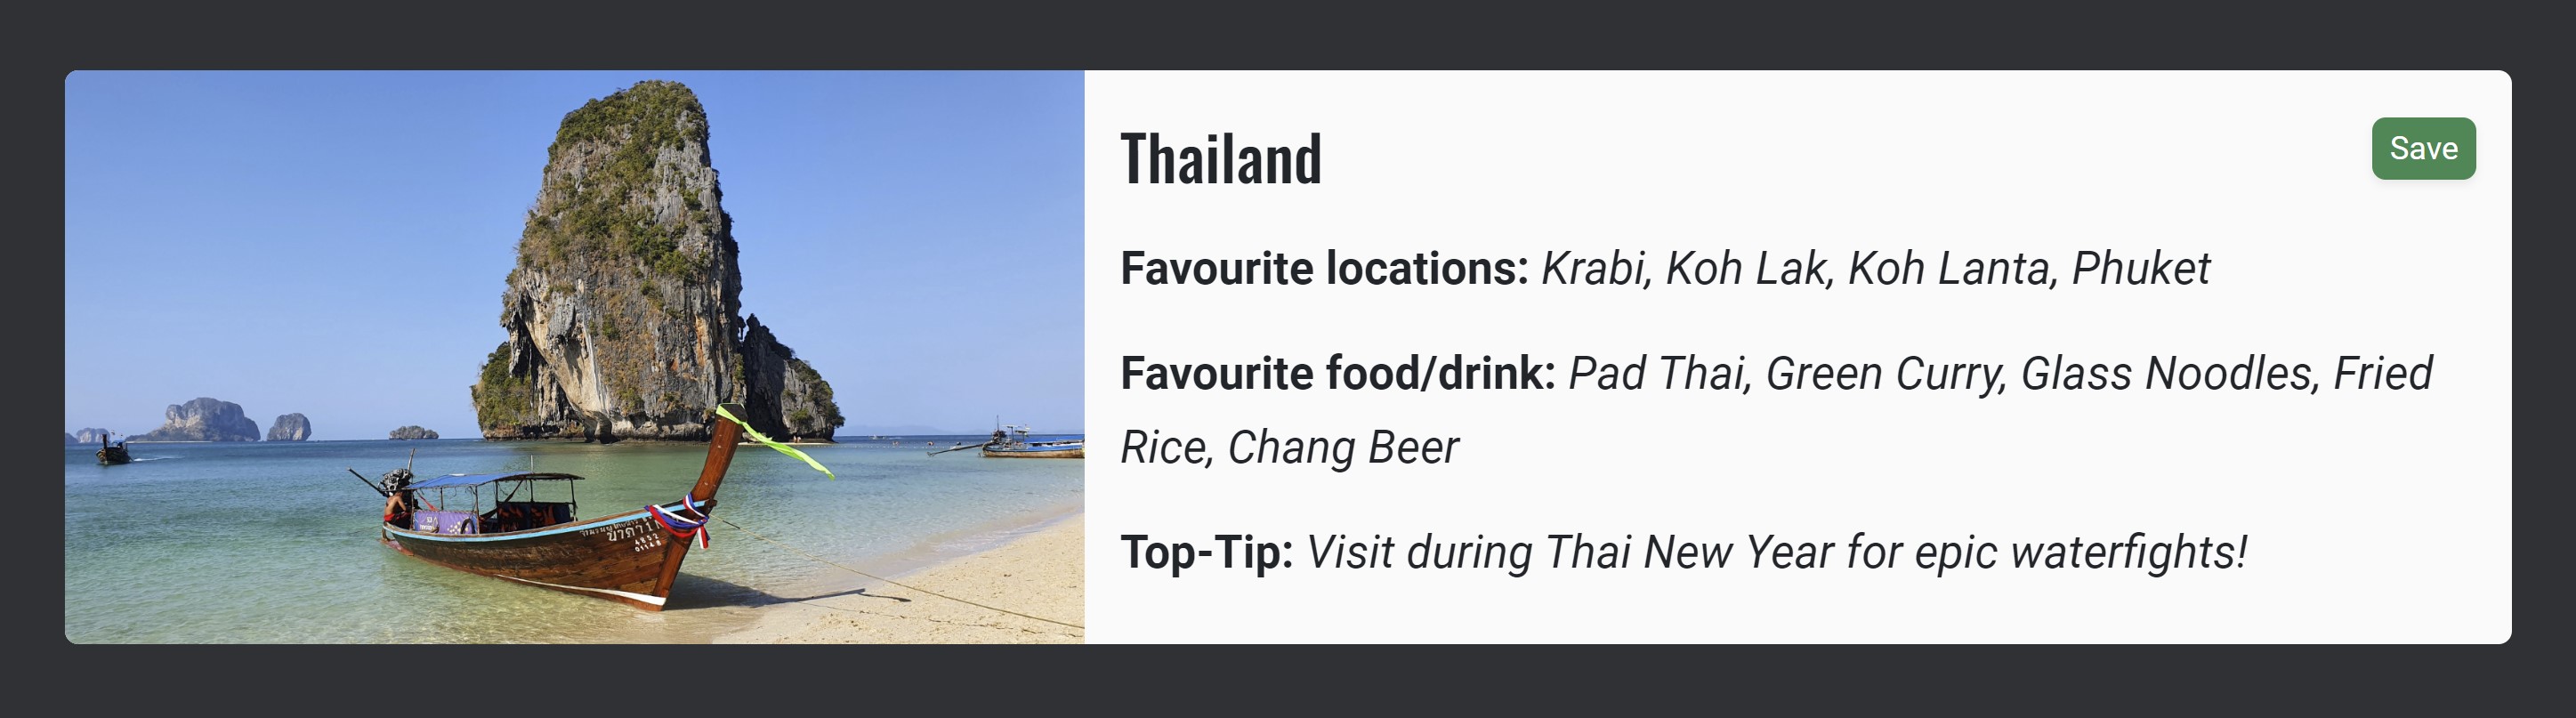 Thailand
Save
Favourite locations: Krabi, Koh Lak, Koh Lanta, Phuket
Favourite food/drink: Pad Thai, Green Curry, Glass Noodles, Fried
Rice, Chang Beer
Top-Tip: Visit during Thai New Year for epic waterfights!